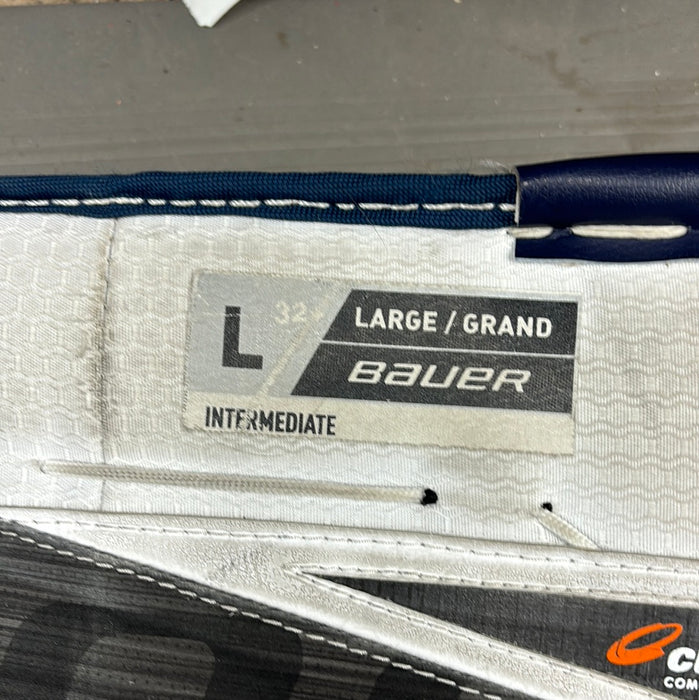 L
32+
LARGE / GRAND
BAUER
INTERMEDIATE